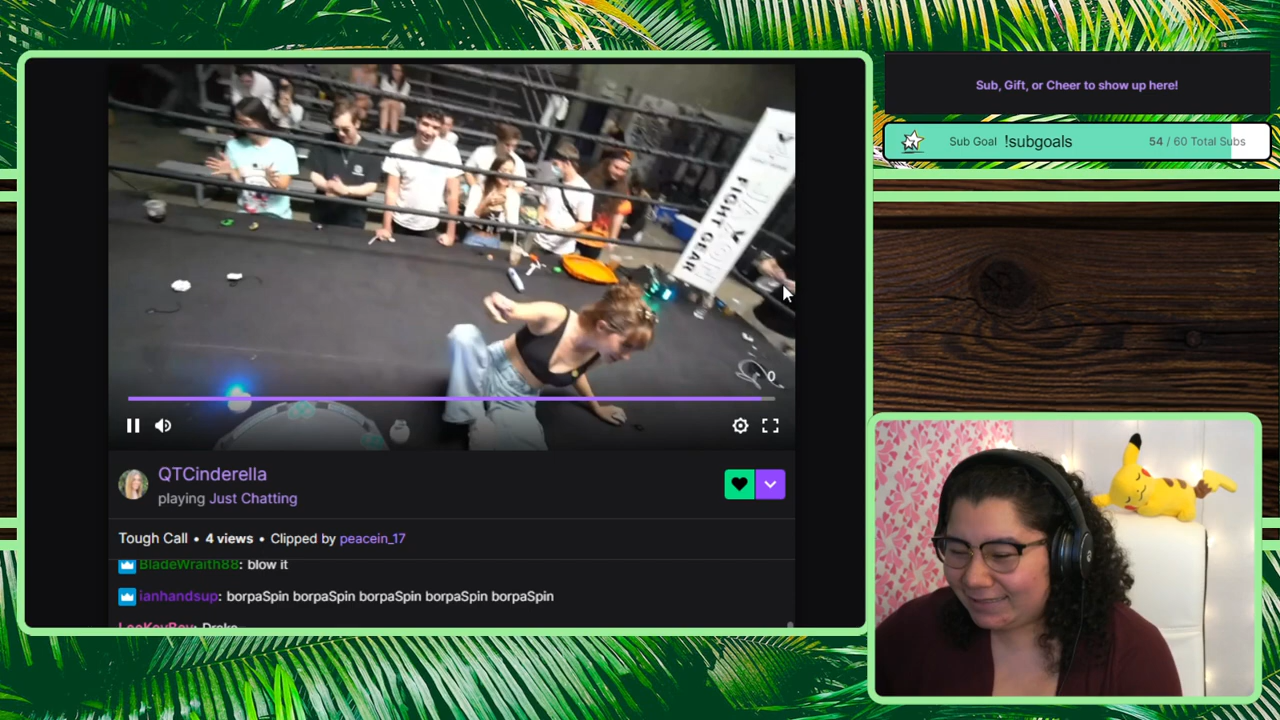 Sub, Gift, or Cheer to show up here!
Sub Goal !subgoals 54 / 60 Total Subs
FIGHT GEAR
0
QTCinderella
playing Just Chatting
Tough Call • 4 views • Clipped by peacein_17
BladeWraith88: blow it
ianhandsup: borpaSpin borpaSpin borpaSpin borpaSpin borpaSpin